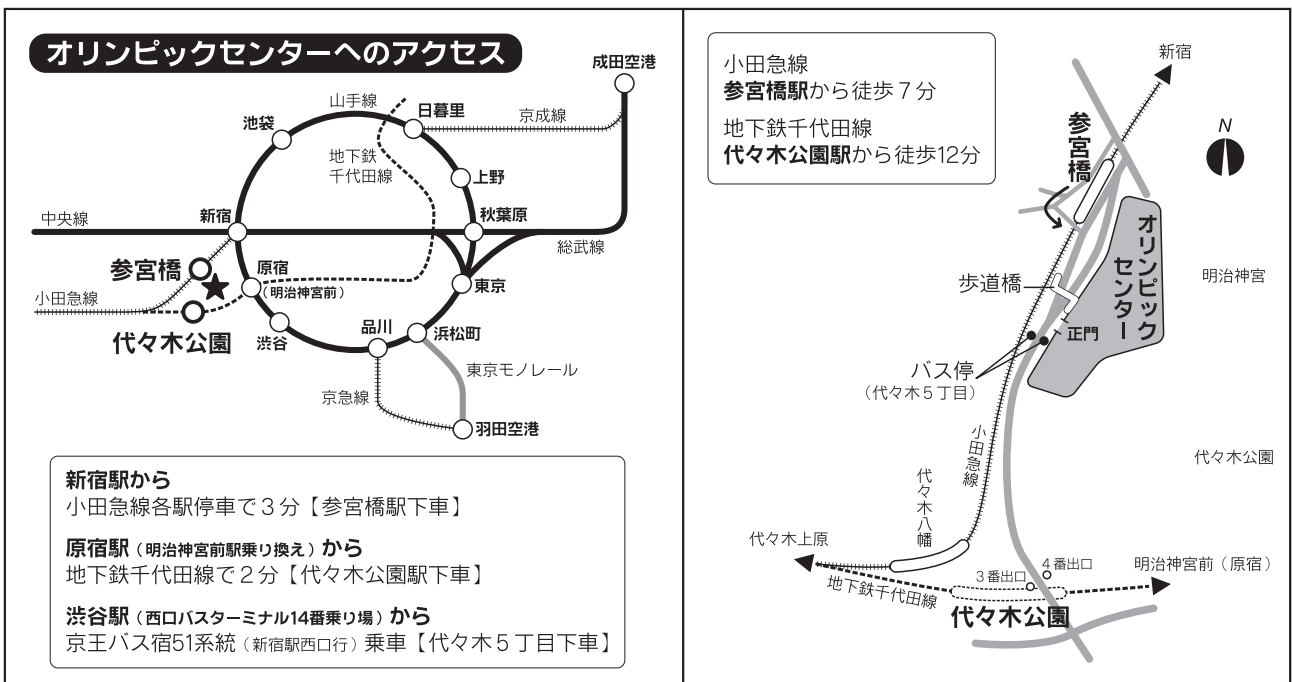 オリンピックセンターへのアクセス
成田空港
山手線
日暮里
京成線
池袋
地下鉄
千代田線
上野
中央線
新宿
秋葉原
総武線
参宮橋
原宿
(明治神宮前)
東京
小田急線
代々木公園
渋谷
品川
浜松町
東京モノレール
京急線
羽田空港
新宿駅から
小田急線各駅停車で3分【参宮橋駅下車】
原宿駅(明治神宮前駅乗り換え)から
地下鉄千代田線で2分【代々木公園駅下車】
渋谷駅(西口バスターミナル14番乗り場)から
京王バス宿51系統(新宿駅西口行)乗車【代々木5丁目下車】
小田急線
参宮橋駅から徒歩7分
地下鉄千代田線
代々木公園駅から徒歩12分
新宿
N
参宮橋
オリンピック
センター
明治神宮
歩道橋
正門
バス停
(代々木5丁目)
小田急線
代々木公園
代々木八幡
代々木上原
地下鉄千代田線
3番出口
4番出口
明治神宮前(原宿)
代々木公園